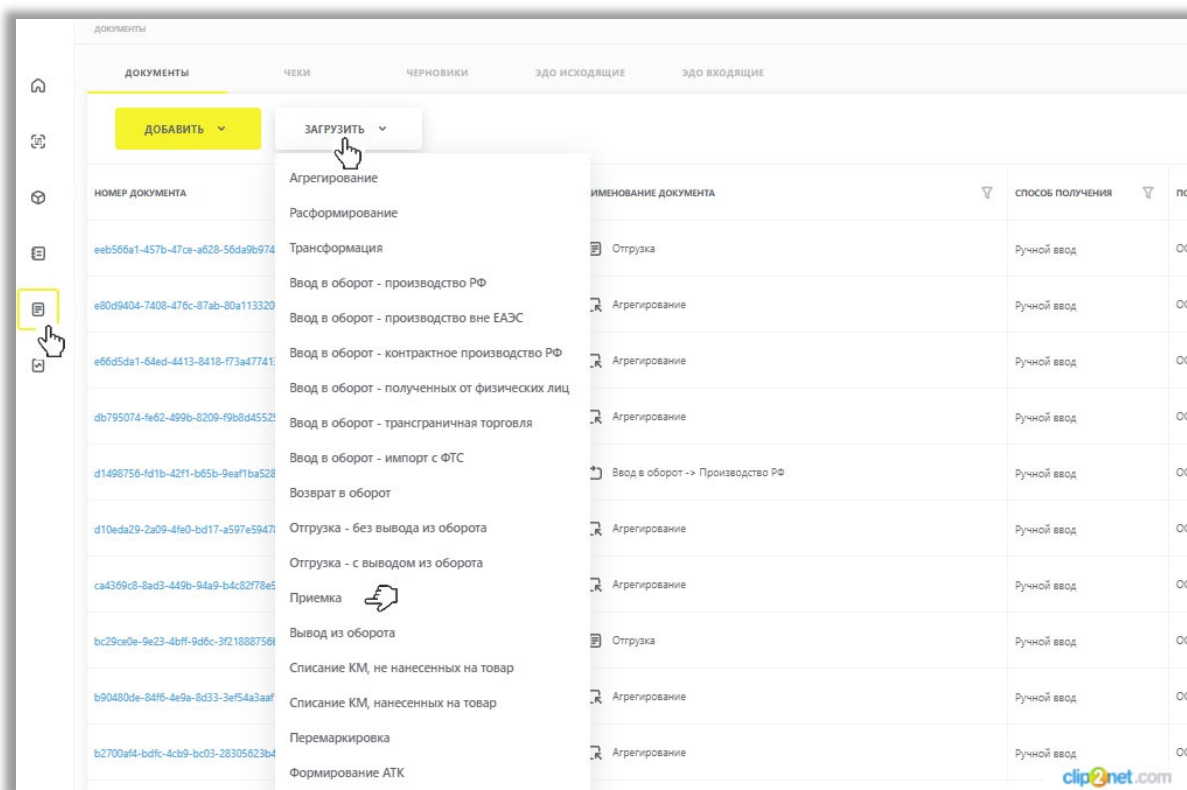 ДОКУМЕНТЫ
ДОКУМЕНТЫ ЧЕКИ ЧЕРНОВИКИ ЭДО ИСХОДЯЩИЕ ЭДО ВХОДЯЩИЕ
ДОБАВИТЬ ЗАГРУЗИТЬ
Агрегирование
НОМЕР ДОКУМЕНТА ИМЕНОВАНИЕ ДОКУМЕНТА СПОСОБ ПОЛУЧЕНИЯ
Расформирование
eeb566a1-457b-47ce-a628-56da9b974 Трансформация Отгрузка Ручной ввод
Ввод в оборот - производство РФ
e80d9404-7408-476c-87ab-80a113320 Агрегирование Ручной ввод
Ввод в оборот - производство вне ЕАЭС
e66d5da1-64ed-4413-8418-f73a47741 Ввод в оборот - контрактное производство РФ Агрегирование Ручной ввод
Ввод в оборот - полученных от физических лиц
db795074-fe62-499b-8209-f9b8d4552 Ввод в оборот - трансграничная торговля Агрегирование Ручной ввод
Ввод в оборот - импорт с ФТС
d1498756-fd1b-42f1-b65b-9eaf1ba528 Ввод в оборот -> Производство РФ Ручной ввод
Возврат в оборот
d10eda29-2a09-4fe0-bd17-a597e5947 Отгрузка - без вывода из оборота Агрегирование Ручной ввод
Отгрузка - с выводом из оборота
ca4369c8-8ad3-449b-94a9-b4c82f78e5 Приемка Агрегирование Ручной ввод
Вывод из оборота
bc29ce0e-9e23-4bff-9d6c-3f21888756 Отгрузка Ручной ввод
Списание КМ, не нанесенных на товар
b90480de-84f6-4e9a-8d33-3ef54a3aaf Списание КМ, нанесенных на товар Агрегирование Ручной ввод
Перемаркировка
b2700af4-bdfc-4cb9-bc03-28305623b4 Агрегирование Ручной ввод
Формирование АТК
clip2net.com